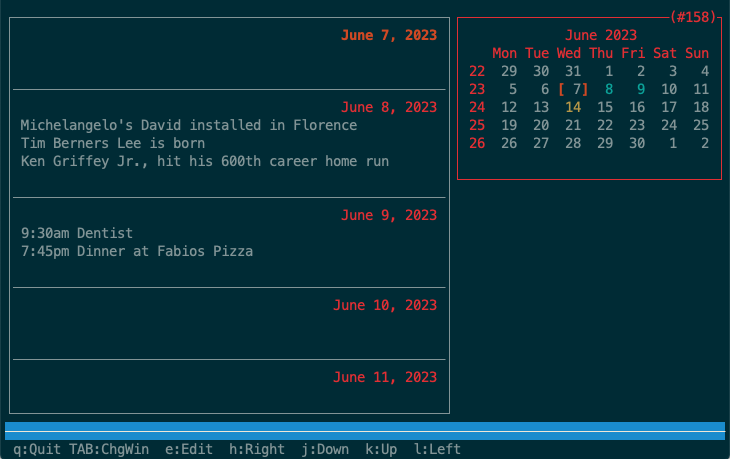 June 7, 2023
June 8, 2023
Michelangelo's David installed in Florence
Tim Berners Lee is born
Ken Griffey Jr., hit his 600th career home run
June 9, 2023
9:30am Dentist
7:45pm Dinner at Fabios Pizza
June 10, 2023
June 11, 2023
(#158)
June 2023
Mon Tue Wed Thu Fri Sat Sun
22 29 30 31 1 2 3 4
23 5 6 [ 7] 8 9 10 11
24 12 13 14 15 16 17 18
25 19 20 21 22 23 24 25
26 26 27 28 29 30 1 2
q:Quit TAB:ChgWin e:Edit h:Right j:Down k:Up l:Left